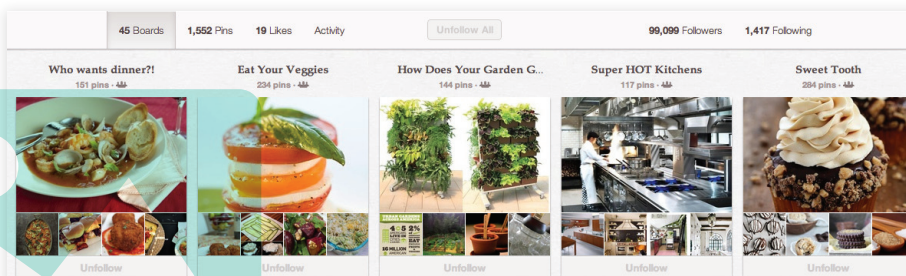 45 Boards 1,552 Pins 19 Likes Activity Unfollow All 99,099 Followers 1,417 Following
Who wants dinner?! Eat Your Veggies How Does Your Garden G... Super HOT Kitchens Sweet Tooth
151 pins · 234 pins · 144 pins · 117 pins · 284 pins ·
Unfollow Unfollow Unfollow Unfollow Unfollow